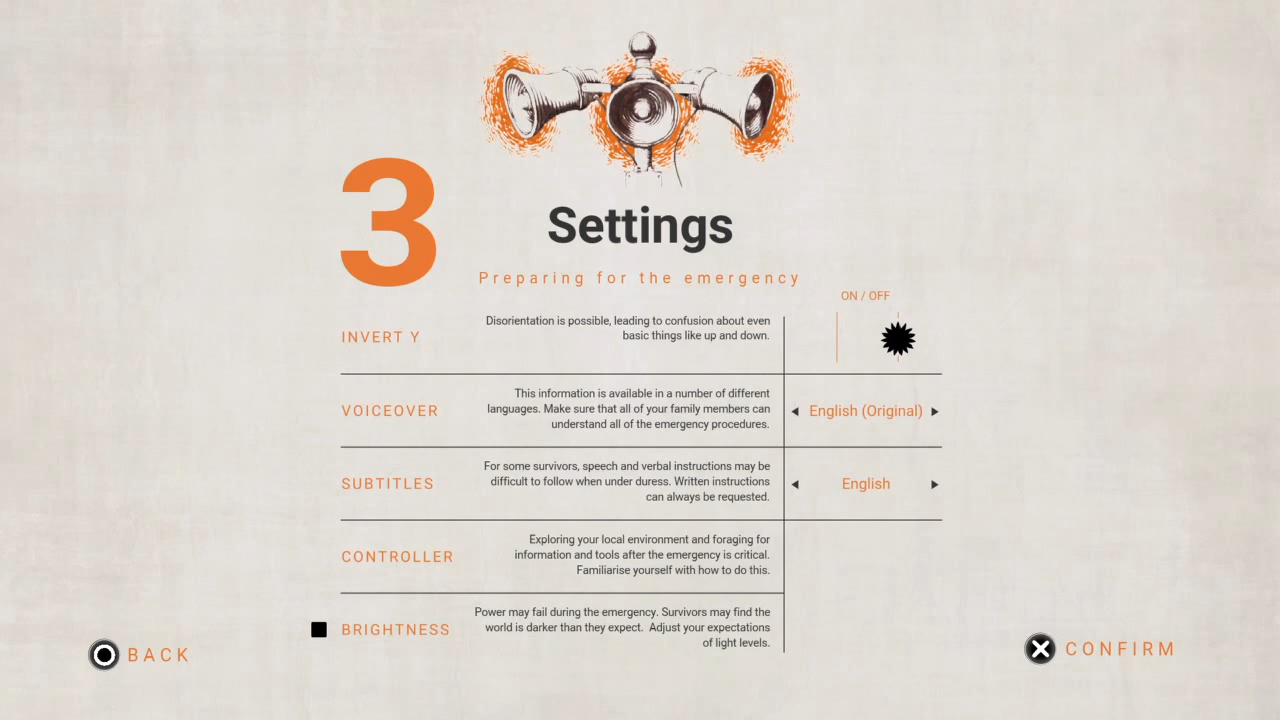 3
Settings
Preparing for the emergency
ON / OFF
INVERT Y
Disorientation is possible, leading to confusion about even
basic things like up and down.
VOICEOVER
This information is available in a number of different
languages. Make sure that all of your family members can
understand all of the emergency procedures.
English (Original)
SUBTITLES
For some survivors, speech and verbal instructions may be
difficult to follow when under duress. Written instructions
can always be requested.
English
CONTROLLER
Exploring your local environment and foraging for
information and tools after the emergency is critical.
Familiarise yourself with how to do this.
BRIGHTNESS
Power may fail during the emergency. Survivors may find the
world is darker than they expect.  Adjust your expectations
of light levels.
BACK
CONFIRM